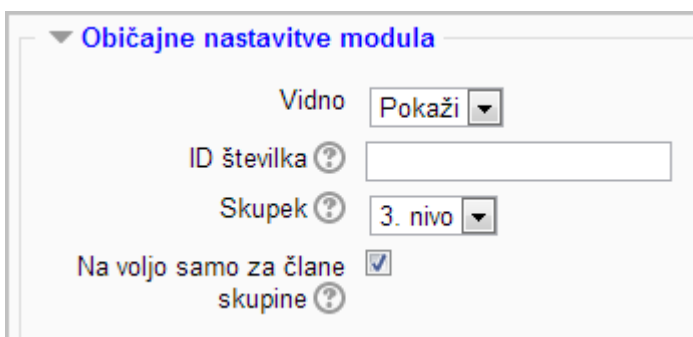 Običajne nastavitve modula
Vidno Pokaži
ID številka
Skupek 3. nivo
Na voljo samo za člane
skupine